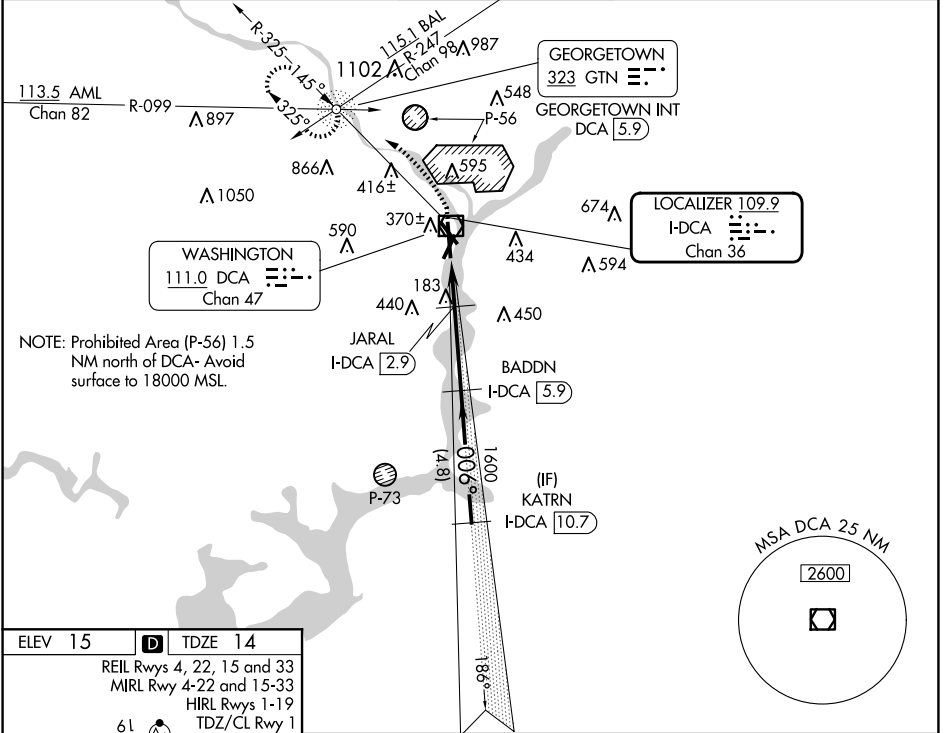 R-325
145°
325°
115.1 BAL
R-247
Chan 98
987
1102
GEORGETOWN
323 GTN
GEORGETOWN INT
DCA 5.9
113.5 AML
Chan 82
R-099
897
548
P-56
866
416±
595
1050
590
370±
674
434
594
LOCALIZER 109.9
I-DCA
Chan 36
WASHINGTON
111.0 DCA
Chan 47
183
440
450
NOTE: Prohibited Area (P-56) 1.5
NM north of DCA- Avoid
surface to 18000 MSL.
JARAL
I-DCA 2.9
BADDN
I-DCA 5.9
1600
006°
(4.8)
P-73
(IF)
KATRN
I-DCA 10.7
186°
MSA DCA 25 NM
2600
ELEV 15 D TDZE 14
REIL Rwys 4, 22, 15 and 33
MIRL Rwy 4-22 and 15-33
HIRL Rwys 1-19
TDZ/CL Rwy 1
19